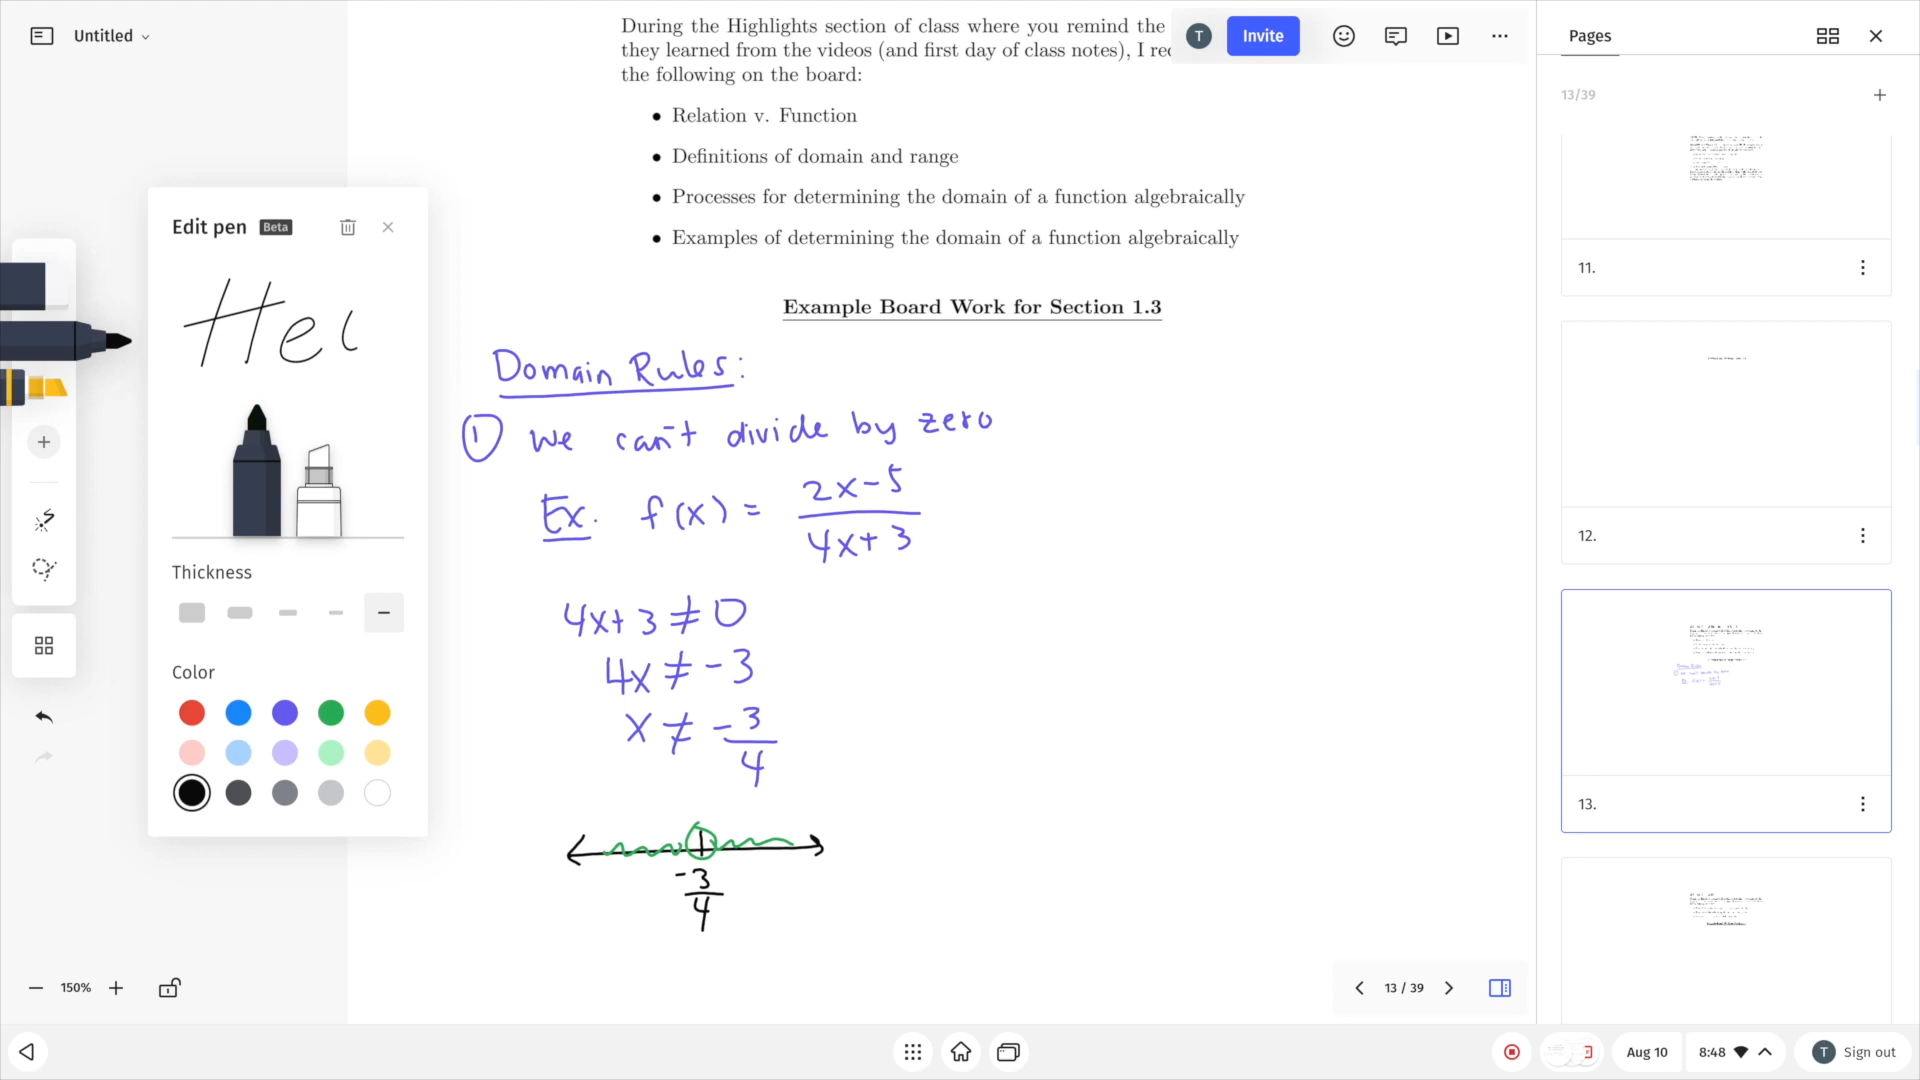 Untitled
During the Highlights section of class where you remind the
they learned from the videos (and first day of class notes), I rec
the following on the board:
T
Invite
Pages
13/39
• Relation v. Function
• Definitions of domain and range
• Processes for determining the domain of a function algebraically
• Examples of determining the domain of a function algebraically
Example Board Work for Section 1.3
Edit pen Beta
Hel
Thickness
Color
Domain Rules:
① We can't divide by zero
Ex. f(x) = (2x-5)/(4x+3)
4x+3 ≠ 0
4x ≠ -3
x ≠ -3/4
-3/4
11.
12.
13.
150%
13 / 39
Aug 10
8:48
T Sign out